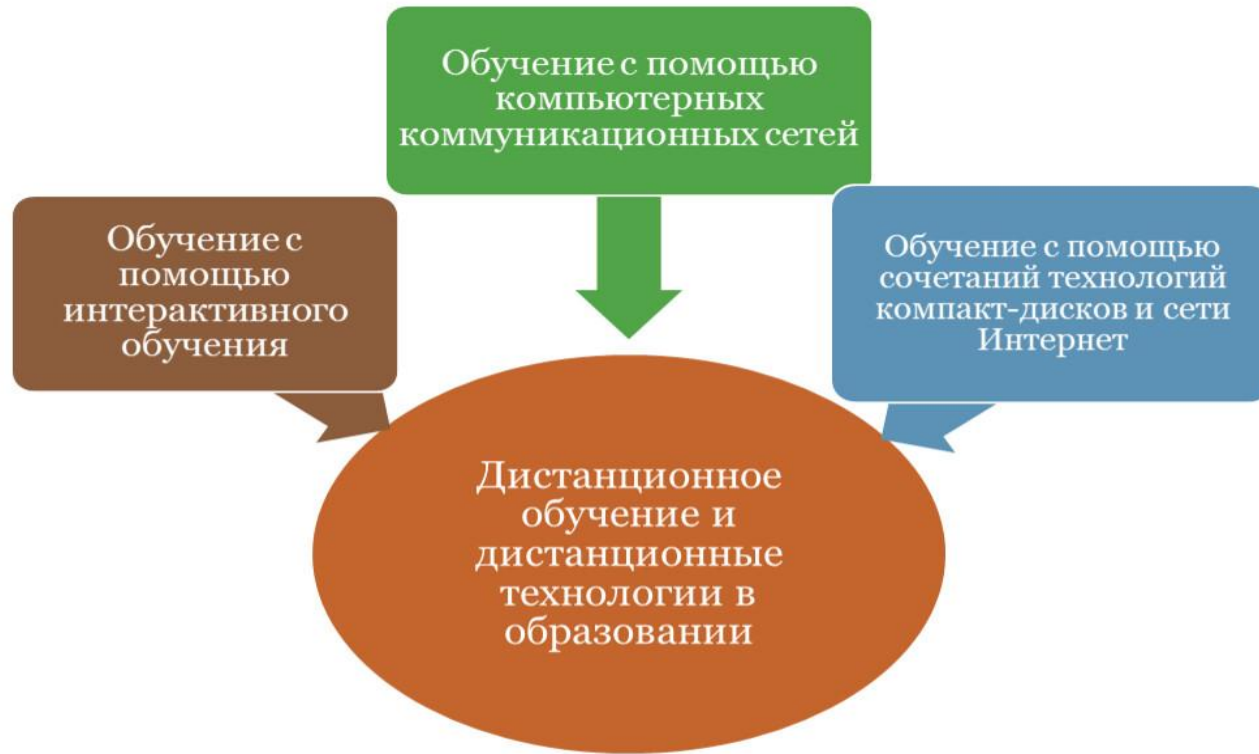 Обучение с помощью
компьютерных
коммуникационных сетей
Обучение с
помощью
интерактивного
обучения
Обучение с помощью
сочетаний технологий
компакт-дисков и сети
Интернет
Дистанционное
обучение и
дистанционные
технологии в
образовании